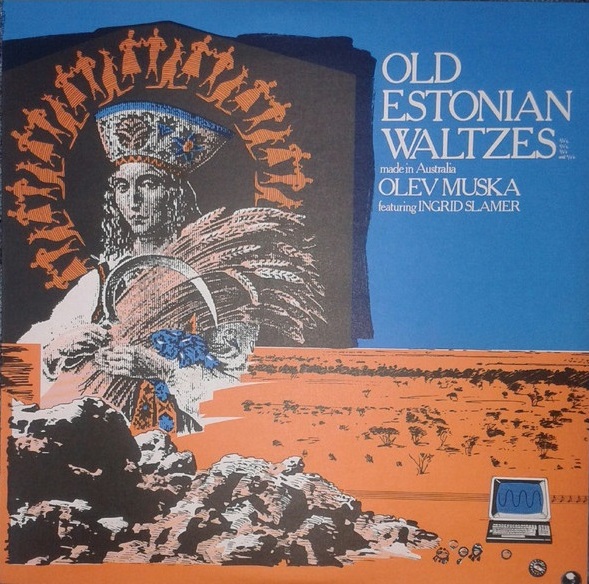 OLD
ESTONIAN
WALTZES
made in Australia
OLEV MUSKA
featuring INGRID SLAMER